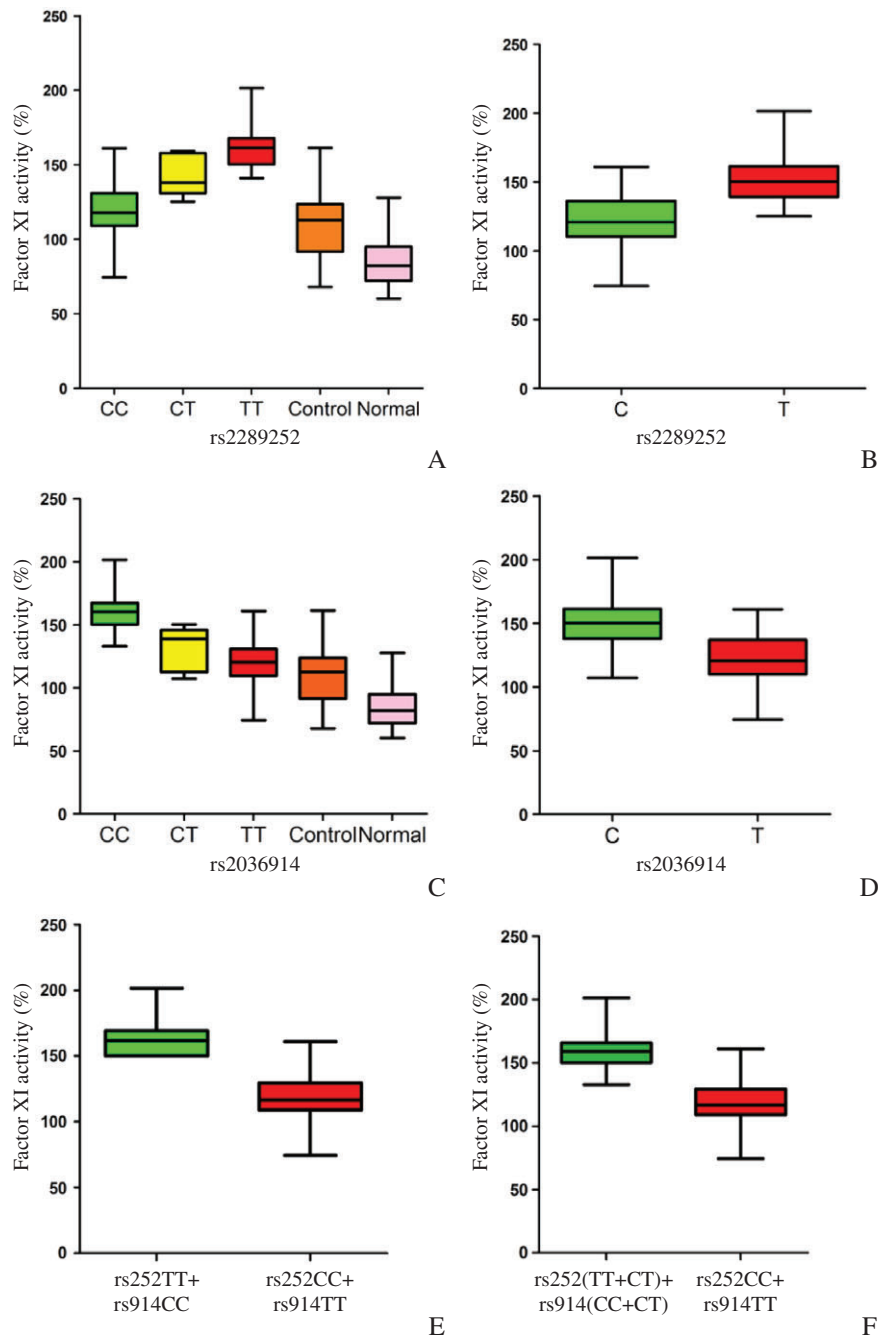 250
200
150
100
50
0
Factor XI activity (%)
CC CT TT Control Normal
rs2289252
A
250
200
150
100
50
0
Factor XI activity (%)
C T
rs2289252
B
250
200
150
100
50
0
Factor XI activity (%)
CC CT TT Control Normal
rs2036914
C
250
200
150
100
50
0
Factor XI activity (%)
C T
rs2036914
D
250
200
150
100
50
0
Factor XI activity (%)
rs252TT+ rs252CC+
rs914CC rs914TT
E
250
200
150
100
50
0
Factor XI activity (%)
rs252(TT+CT)+ rs252CC+
rs914(CC+CT) rs914TT
F